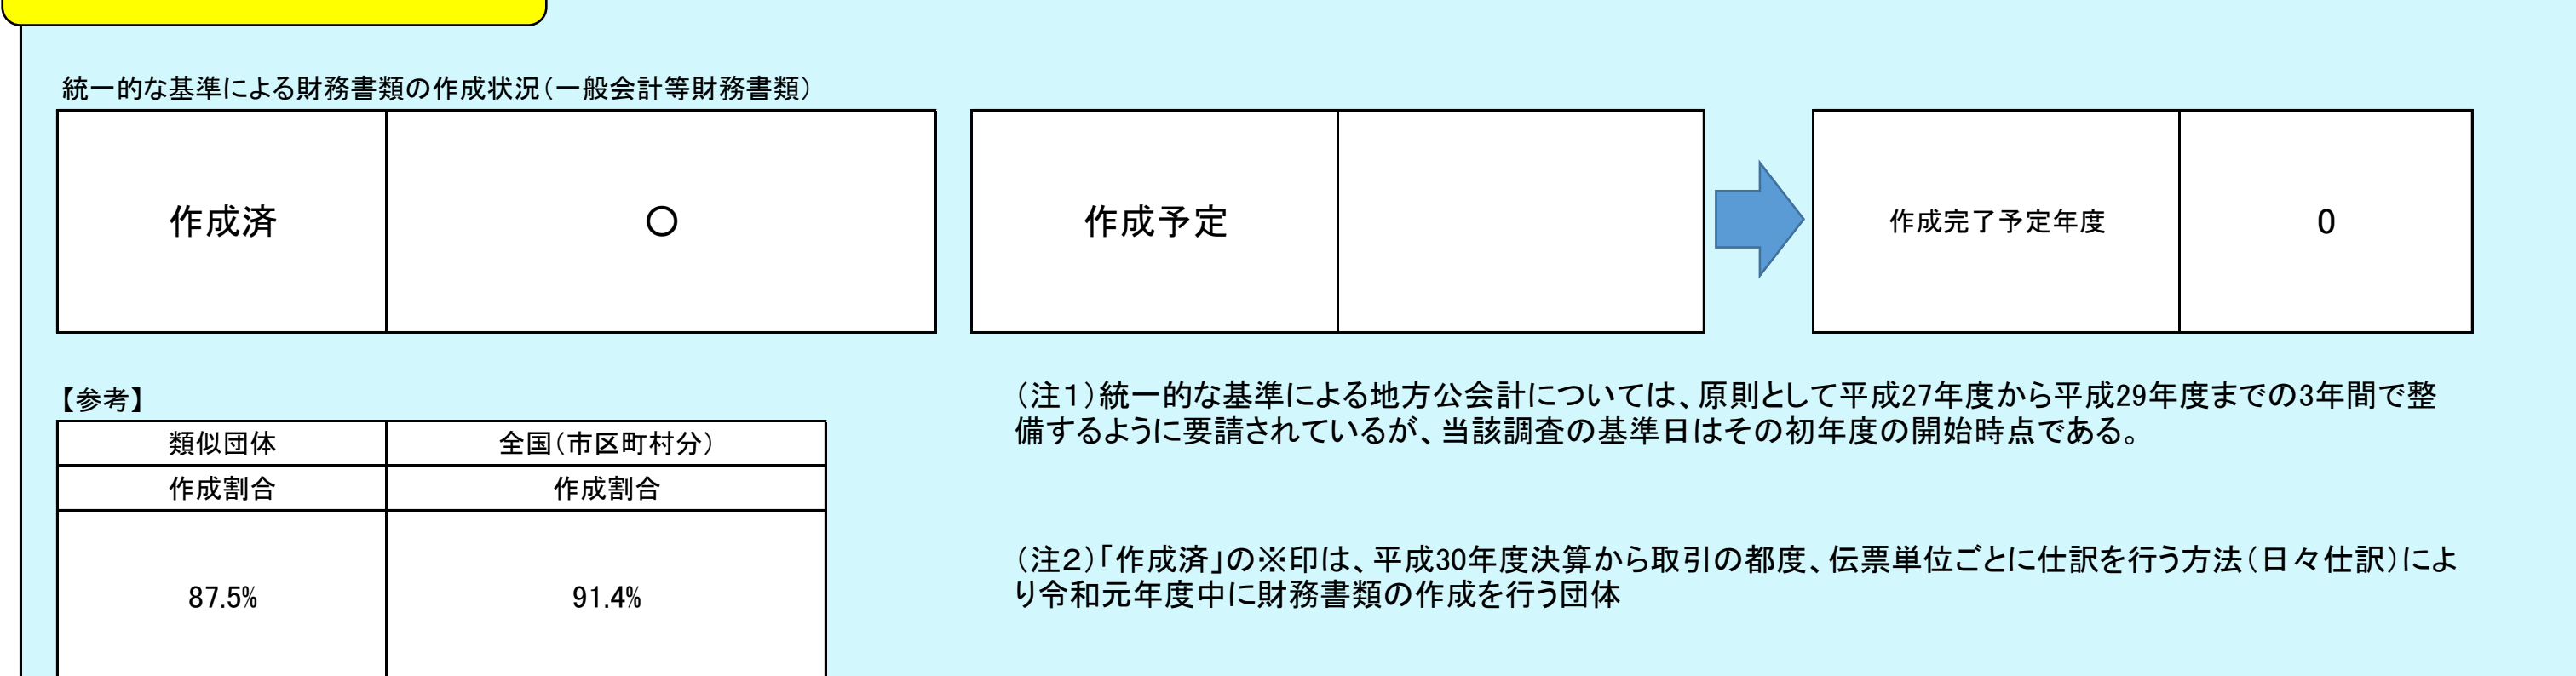 統一的な基準による財務書類の作成状況（一般会計等財務書類）
作成済
〇
作成予定
作成完了予定年度
0
【参考】
類似団体
全国（市区町村分）
作成割合
作成割合
87.5%
91.4%
（注１）統一的な基準による地方公会計については、原則として平成27年度から平成29年度までの3年間で整
備するように要請されているが、当該調査の基準日はその初年度の開始時点である。
（注２）「作成済」の※印は、平成30年度決算から取引の都度、伝票単位ごとに仕訳を行う方法（日々仕訳）によ
り令和元年度中に財務書類の作成を行う団体